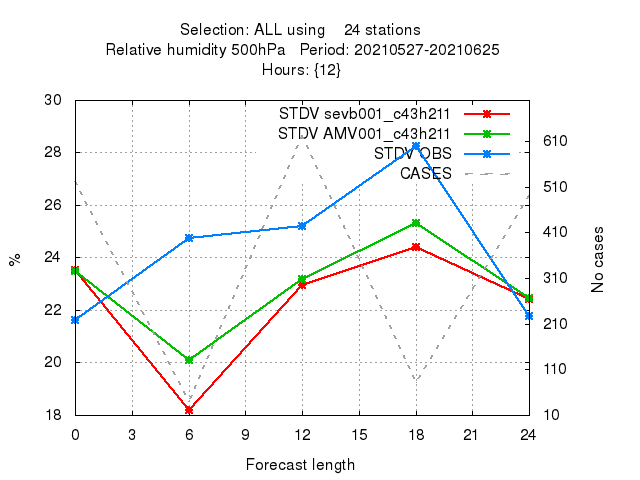 Selection: ALL using    24 stations
Relative humidity 500hPa   Period: 20210527-20210625
Hours: {12}
STDV sevb001_c43h211
STDV AMV001_c43h211
STDV OBS
CASES
30
28
26
24
22
20
18
%
610
510
410
310
210
110
10
No cases
0 3 6 9 12 15 18 21 24
Forecast length